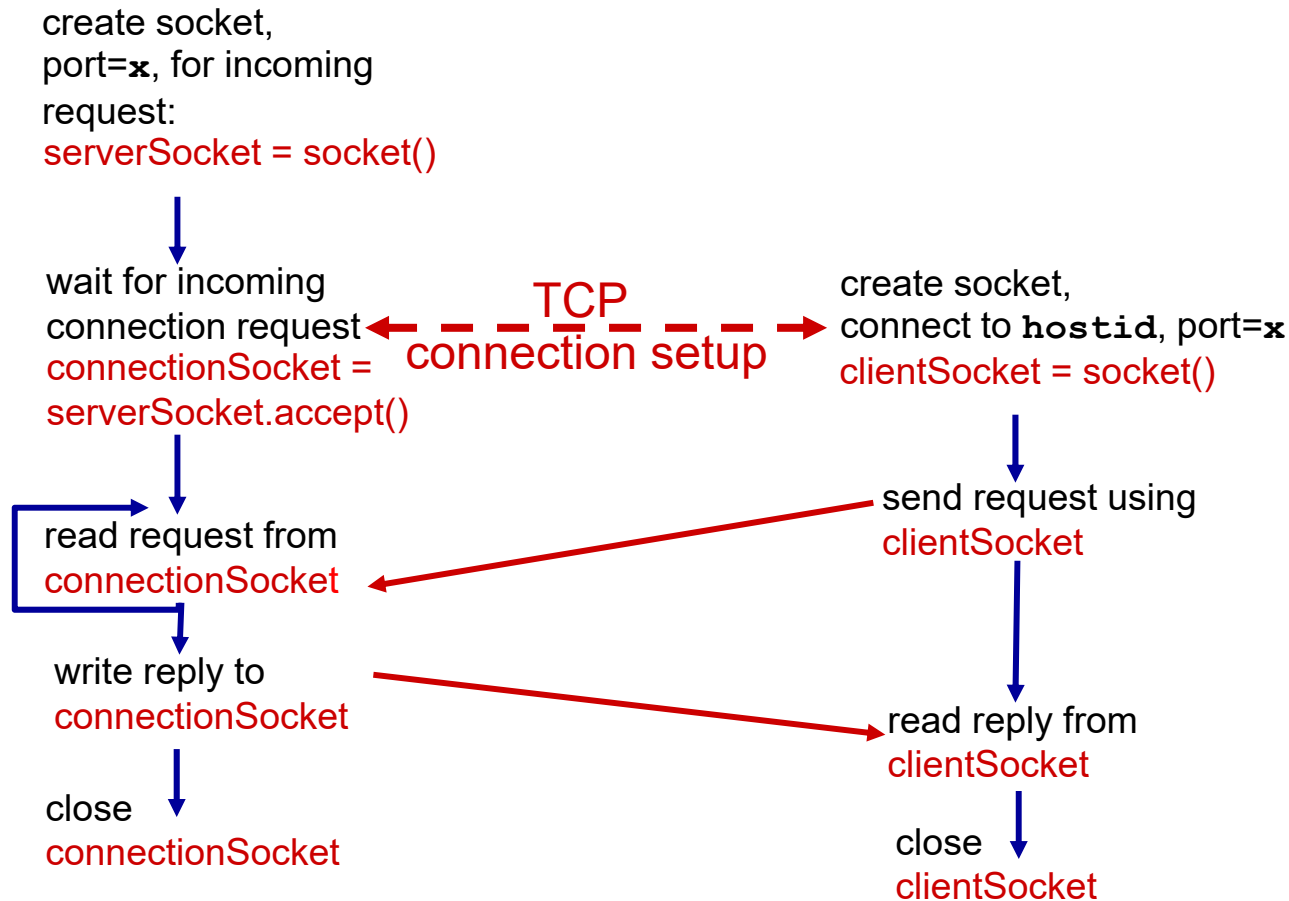 create socket,
port=x, for incoming
request:
serverSocket = socket()
wait for incoming
connection request
connectionSocket =
serverSocket.accept()
TCP
connection setup
create socket,
connect to hostid, port=x
clientSocket = socket()
send request using
clientSocket
read request from
connectionSocket
write reply to
connectionSocket
read reply from
clientSocket
close
connectionSocket
close
clientSocket